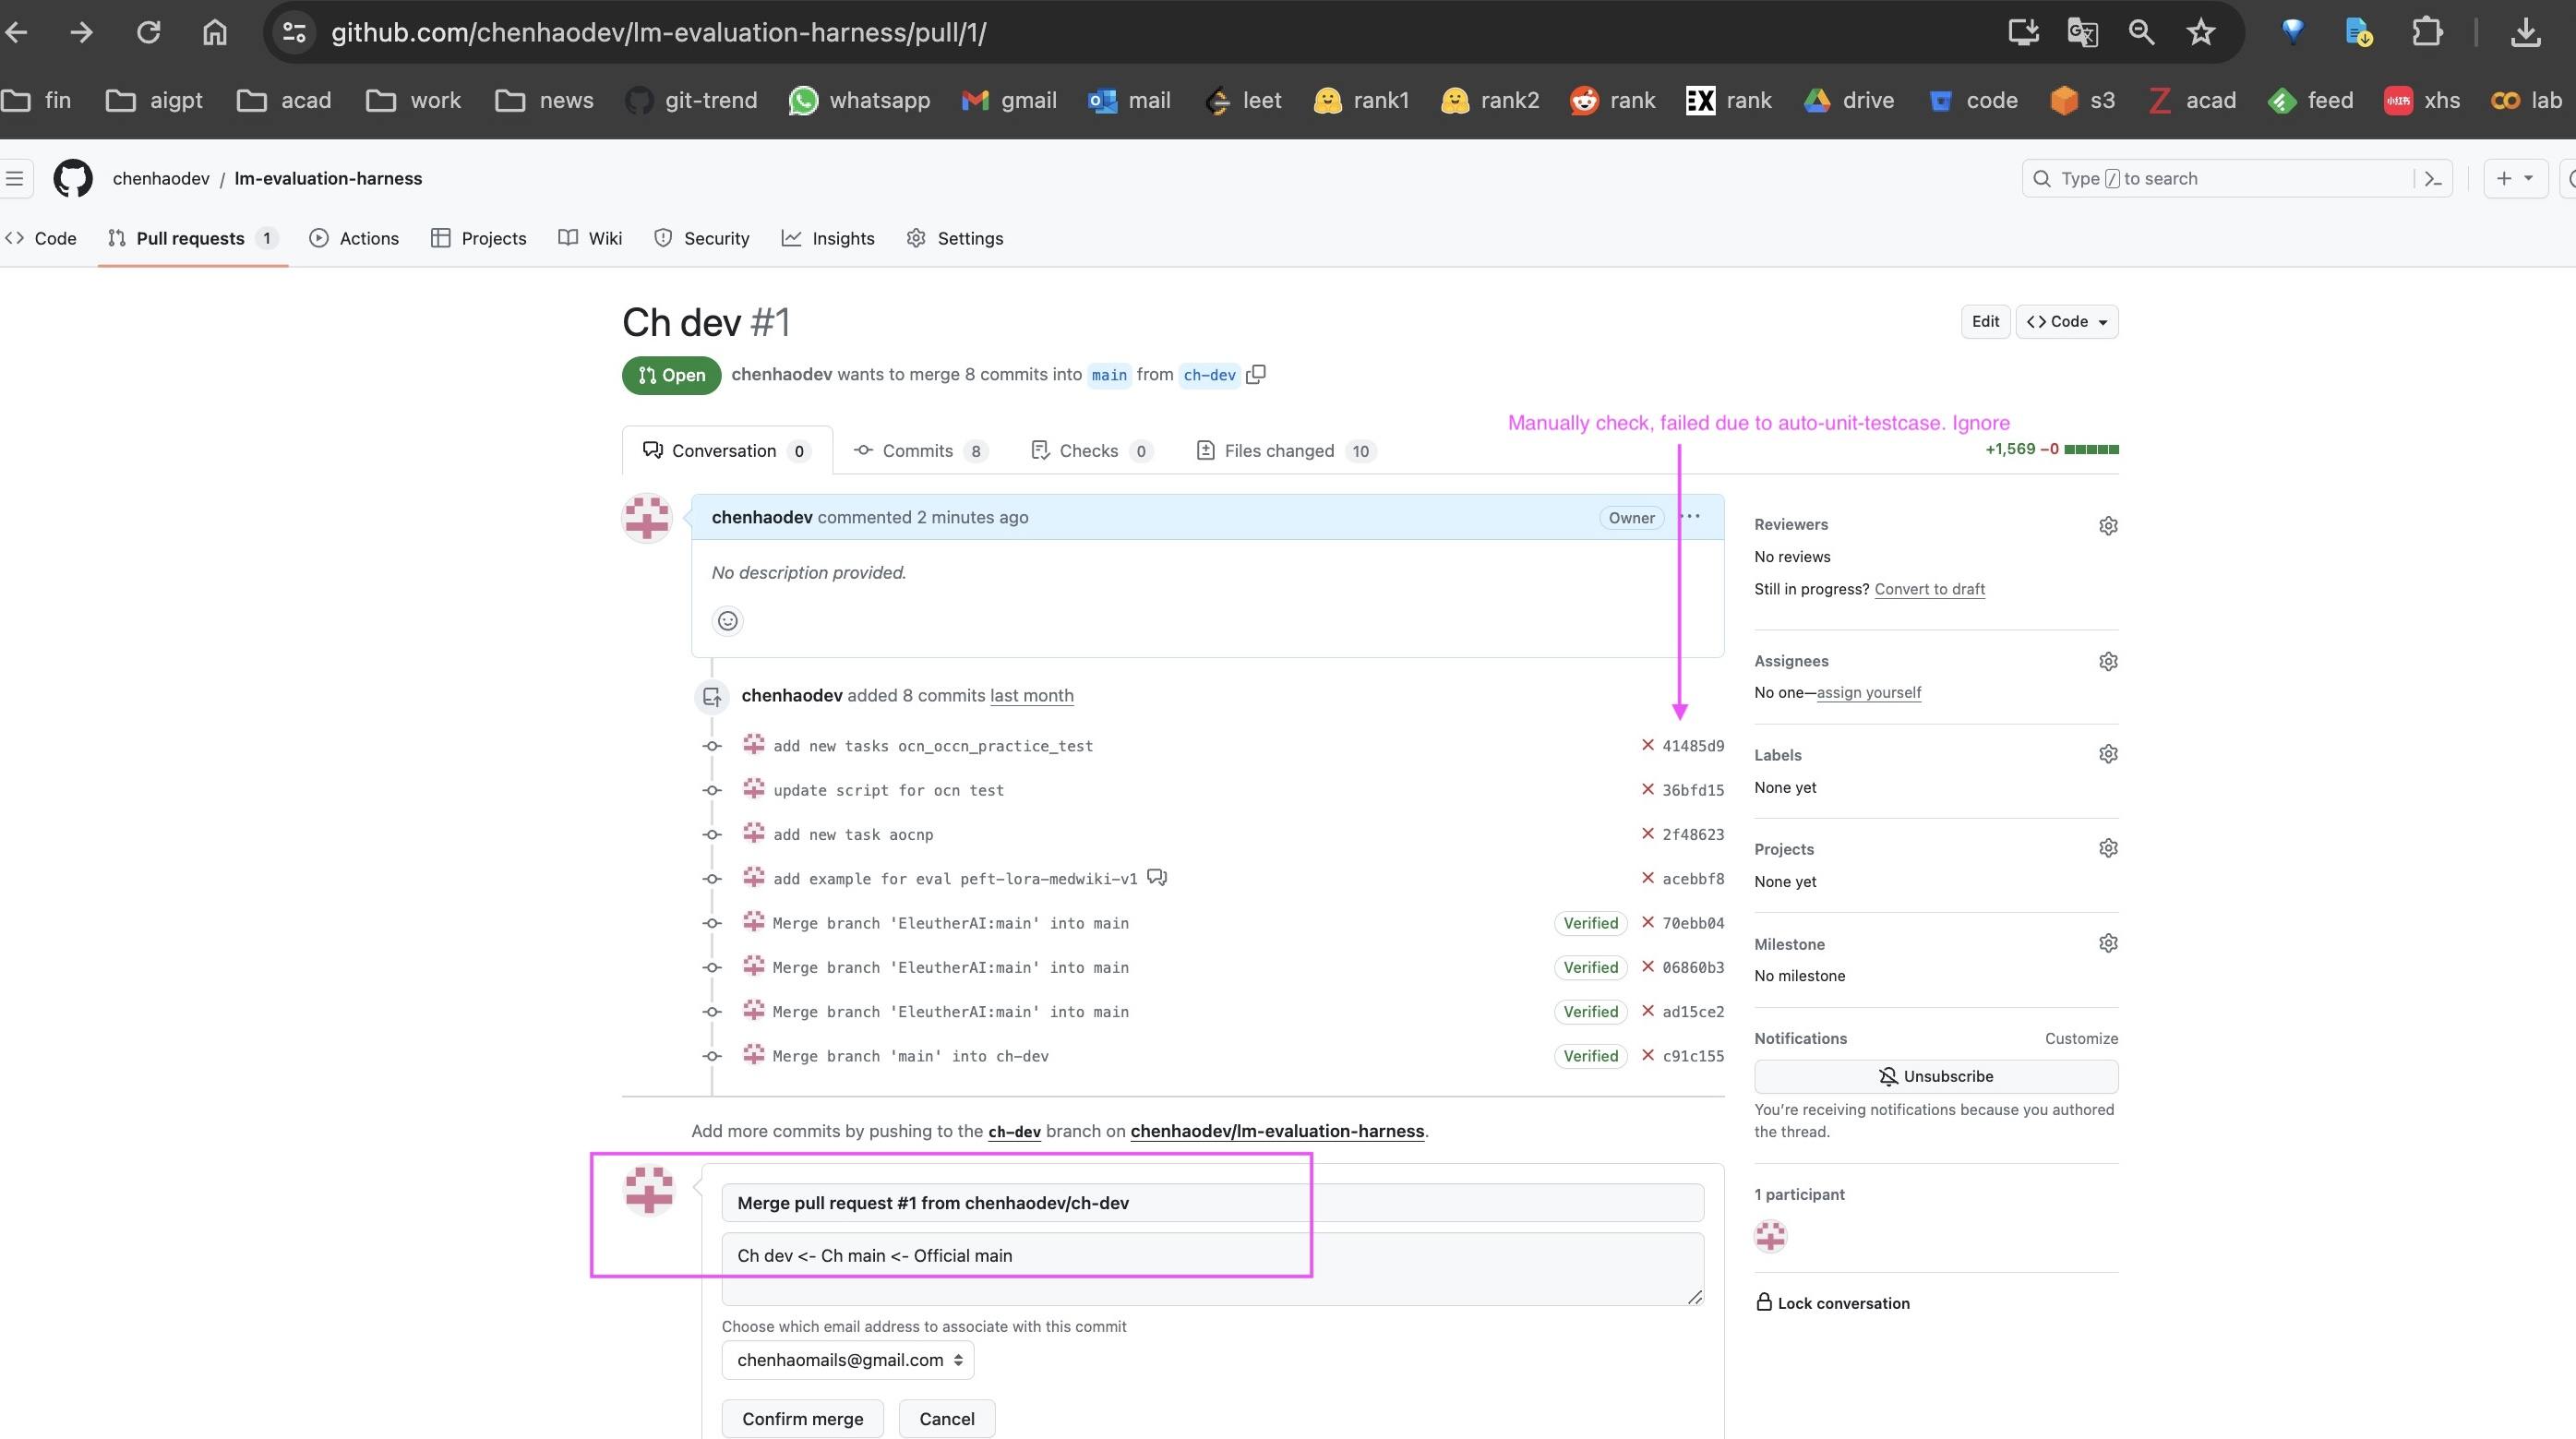 github.com/chenhaodev/lm-evaluation-harness/pull/1/
fin aigpt acad work news git-trend whatsapp gmail mail leet rank1 rank2 rank EX rank drive code s3 acad feed 小红书 xhs lab
chenhaodev / lm-evaluation-harness
Type / to search
Code Pull requests 1 Actions Projects Wiki Security Insights Settings
Ch dev #1
Edit <> Code
Open chenhaodev wants to merge 8 commits into main from ch-dev
Manually check, failed due to auto-unit-testcase. Ignore
Conversation 0 Commits 8 Checks 0 Files changed 10
+1,569 −0
chenhaodev commented 2 minutes ago Owner ...
No description provided.
chenhaodev added 8 commits last month
add new tasks ocn_occn_practice_test 41485d9
update script for ocn test 36bfd15
add new task aocnp 2f48623
add example for eval peft-lora-medwiki-v1 acebbf8
Merge branch 'EleutherAI:main' into main Verified 70ebb04
Merge branch 'EleutherAI:main' into main Verified 06860b3
Merge branch 'EleutherAI:main' into main Verified ad15ce2
Merge branch 'main' into ch-dev Verified c91c155
Add more commits by pushing to the ch-dev branch on chenhaodev/lm-evaluation-harness.
Merge pull request #1 from chenhaodev/ch-dev
Ch dev <- Ch main <- Official main
Choose which email address to associate with this commit
chenhaomails@gmail.com
Confirm merge Cancel
Reviewers
No reviews
Still in progress? Convert to draft
Assignees
No one—assign yourself
Labels
None yet
Projects
None yet
Milestone
No milestone
Notifications Customize
Unsubscribe
You're receiving notifications because you authored
the thread.
1 participant
Lock conversation